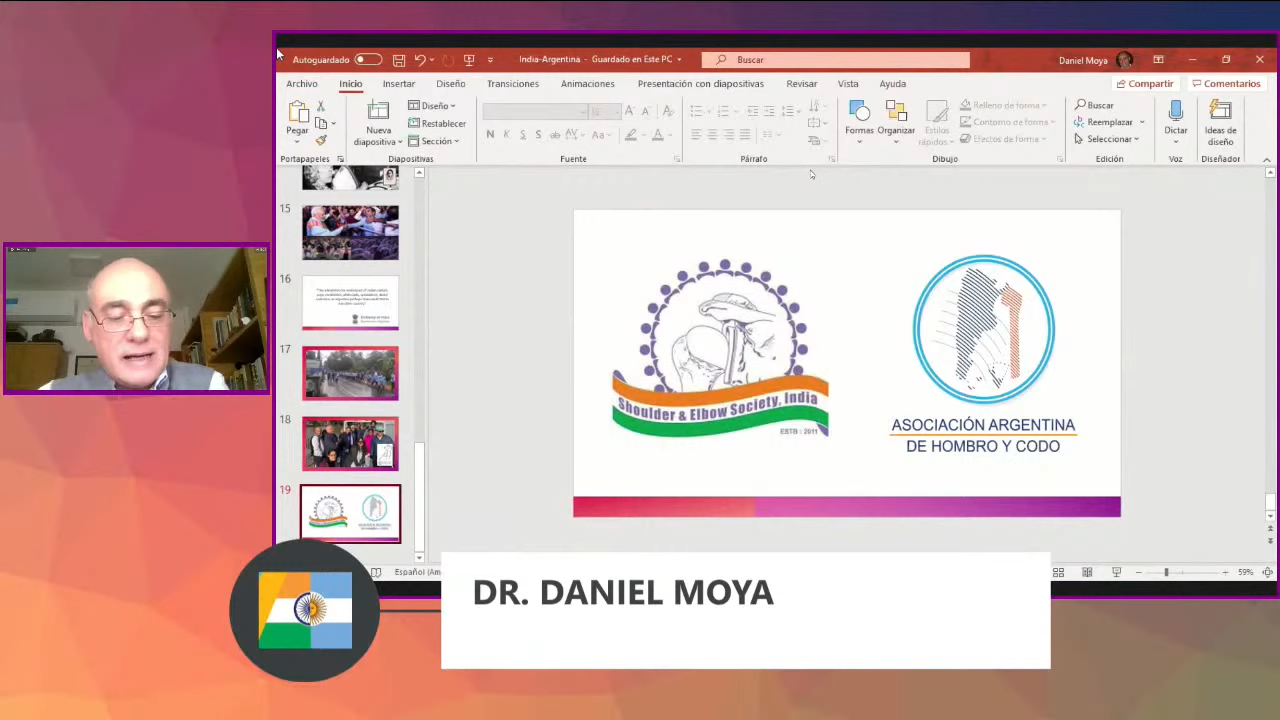 Autoguardado
India-Argentina - Guardado en Este PC
Buscar
Daniel Moya
Archivo
Inicio
Insertar
Diseño
Transiciones
Animaciones
Presentación con diapositivas
Revisar
Vista
Ayuda
Compartir
Comentarios
Pegar
Nueva
diapositiva
Diseño
Restablecer
Sección
N K S S ab AV Aa A
Formas
Organizar
Estilos
rápidos
Relleno de forma
Contorno de forma
Efectos de forma
Buscar
Reemplazar
Seleccionar
Dictar
Ideas de
diseño
Portapapeles
Diapositivas
Fuente
Párrafo
Dibujo
Edición
Voz
Diseñador
15
16
17
18
19
Shoulder & Elbow Society, India
ESTB : 2011
ASOCIACIÓN ARGENTINA
DE HOMBRO Y CODO
Español (Am
59%
DR. DANIEL MOYA